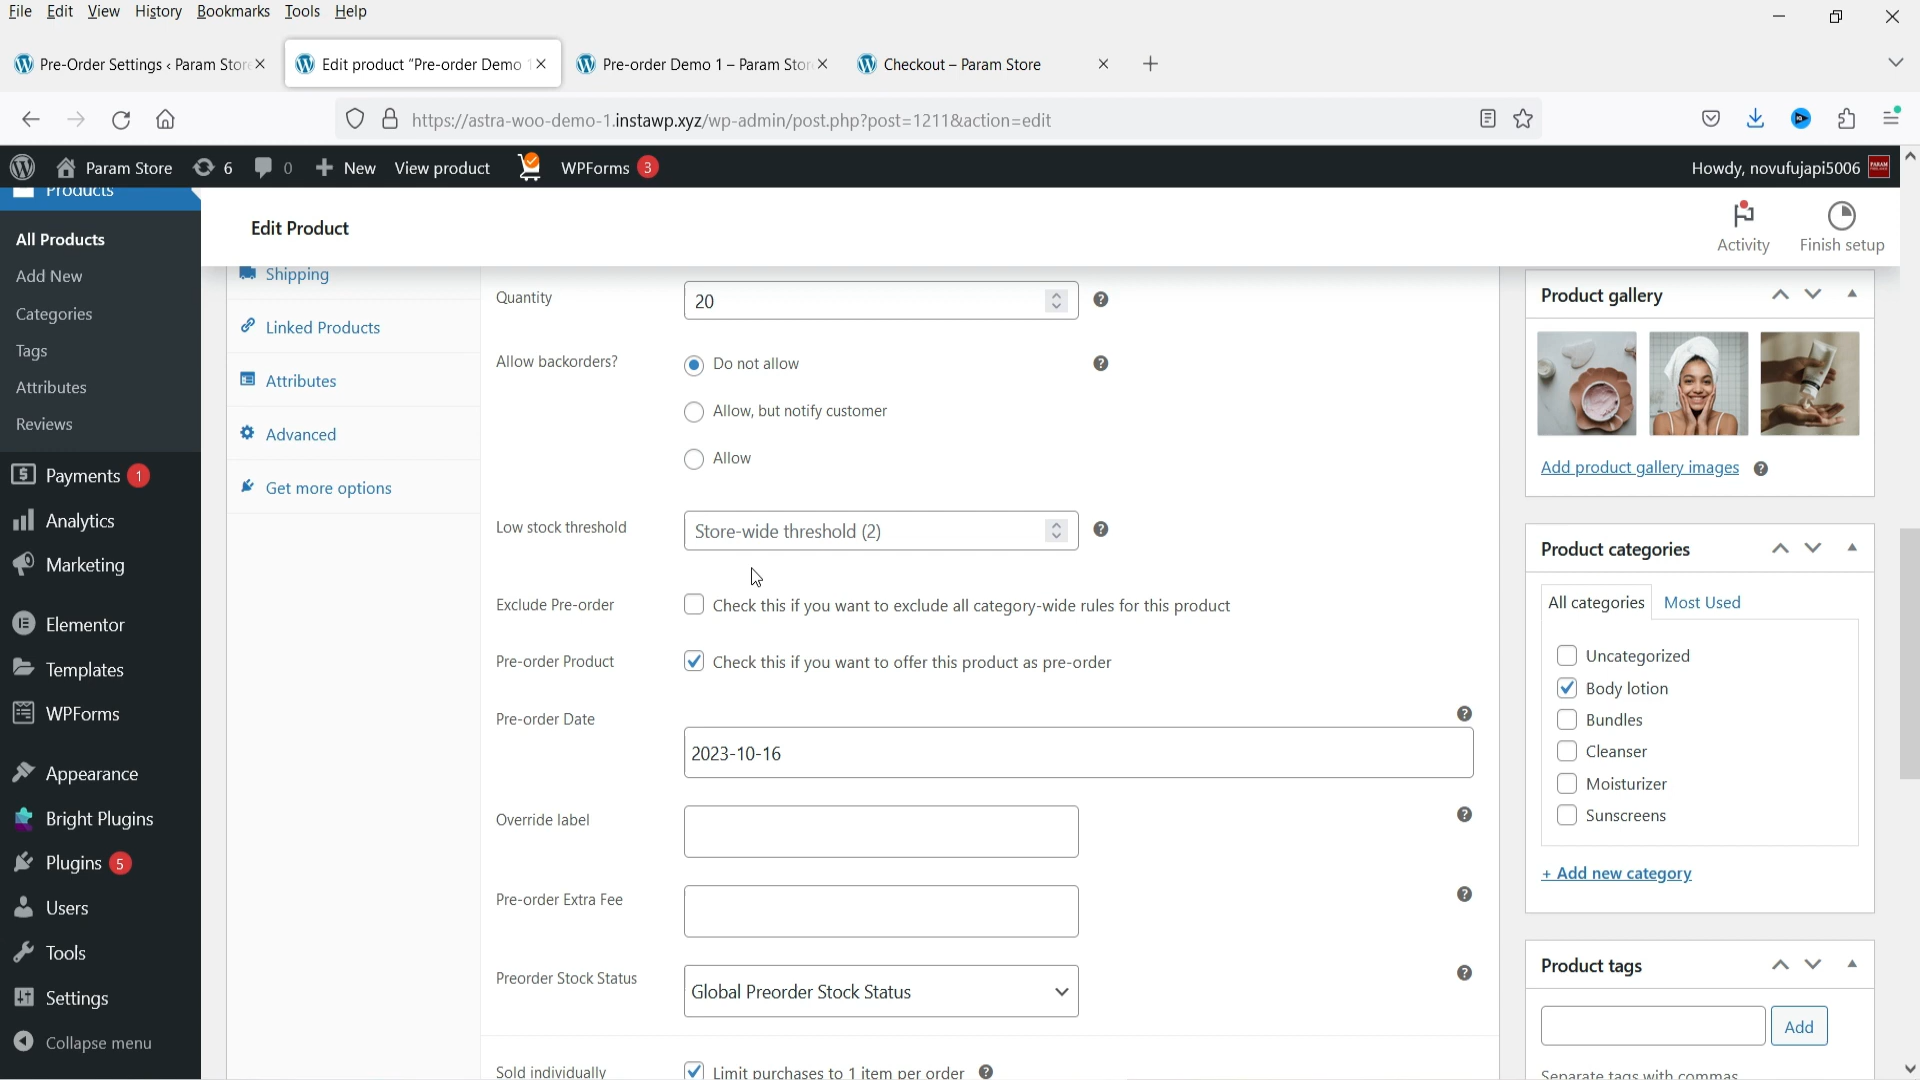 File Edit View History Bookmarks Tools Help
Pre-Order Settings ‹ Param Store
Edit product “Pre-order Demo 1
Pre-order Demo 1 – Param Stor
Checkout – Param Store
https://astra-woo-demo-1.instawp.xyz/wp-admin/post.php?post=1211&action=edit
Param Store 6 0 New View product WPForms 3
Howdy, novufujapi5006
Products
All Products
Add New
Categories
Tags
Attributes
Reviews
Payments 1
Analytics
Marketing
Elementor
Templates
WPForms
Appearance
Bright Plugins
Plugins 5
Users
Tools
Settings
Collapse menu
Edit Product
Activity
Finish setup
Shipping
Linked Products
Attributes
Advanced
Get more options
Quantity
20
Allow backorders?
Do not allow
Allow, but notify customer
Allow
Low stock threshold
Store-wide threshold (2)
Exclude Pre-order
Check this if you want to exclude all category-wide rules for this product
Pre-order Product
Check this if you want to offer this product as pre-order
Pre-order Date
2023-10-16
Override label
Pre-order Extra Fee
Preorder Stock Status
Global Preorder Stock Status
Sold individually
Limit purchases to 1 item per order
Product gallery
Add product gallery images
Product categories
All categories
Most Used
Uncategorized
Body lotion
Bundles
Cleanser
Moisturizer
Sunscreens
+ Add new category
Product tags
Add
Separate tags with commas